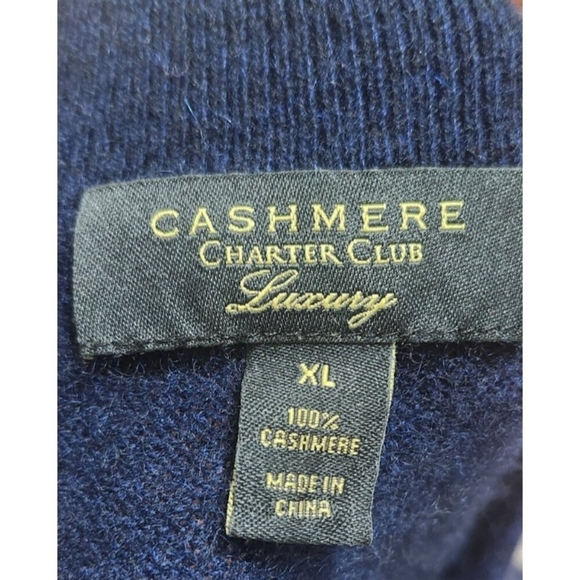 CASHMERE
CHARTER CLUB
Luxury
XL
100%
CASHMERE
MADE IN
CHINA